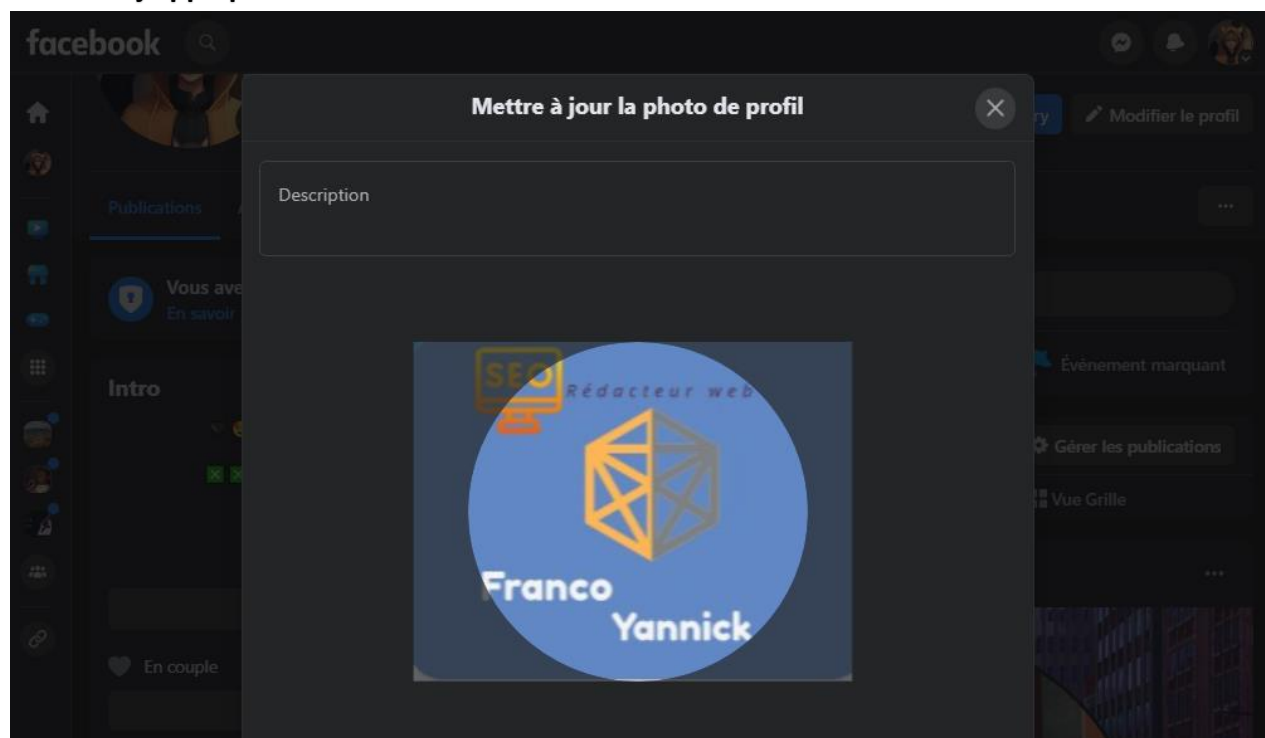 facebook
Mettre à jour la photo de profil
ry
Modifier le profil
Description
Publications
Vous ave
En savoir
Intro
SEO
Rédacteur web
Événement marquant
Gérer les publications
Vue Grille
Franco
Yannick
En couple